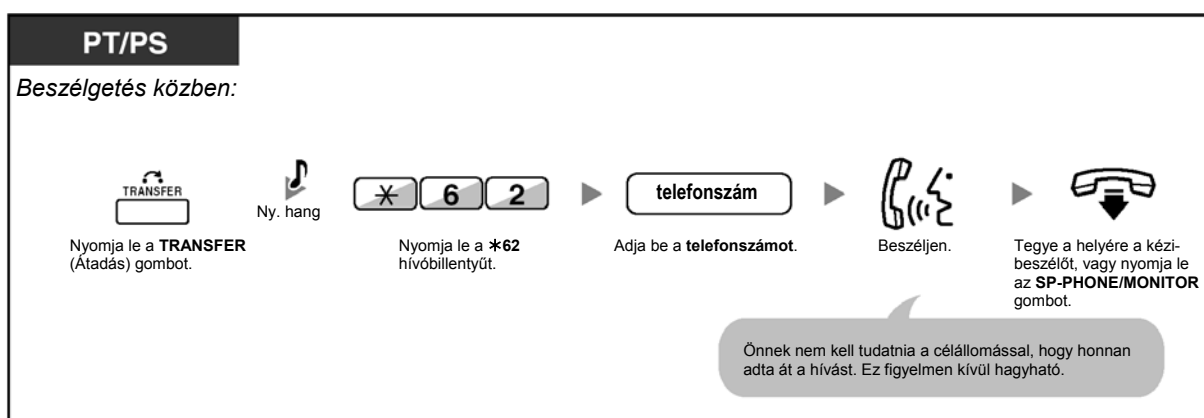 PT/PS
Beszélgetés közben:
TRANSFER
Ny. hang
* 6 2
telefonszám
Nyomja le a TRANSFER
(Átadás) gombot.
Nyomja le a *62
hívóbillentyűt.
Adja be a telefonszámot.
Beszéljen.
Tegye a helyére a kézi-
beszélőt, vagy nyomja le
az SP-PHONE/MONITOR
gombot.
Önnek nem kell tudatnia a célállomással, hogy honnan
adta át a hívást. Ez figyelmen kívül hagyható.